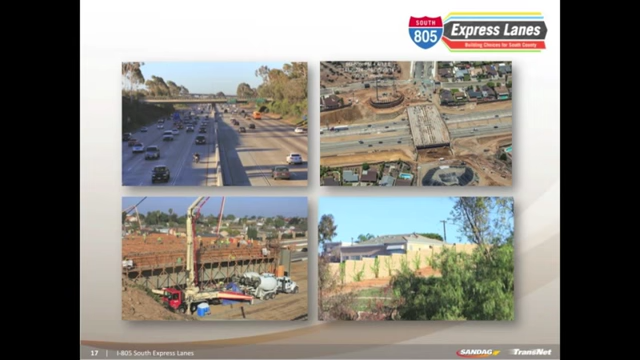 SOUTH
805
Express Lanes
Building Choices for South County
17 | I-805 South Express Lanes
SANDAG TransNet